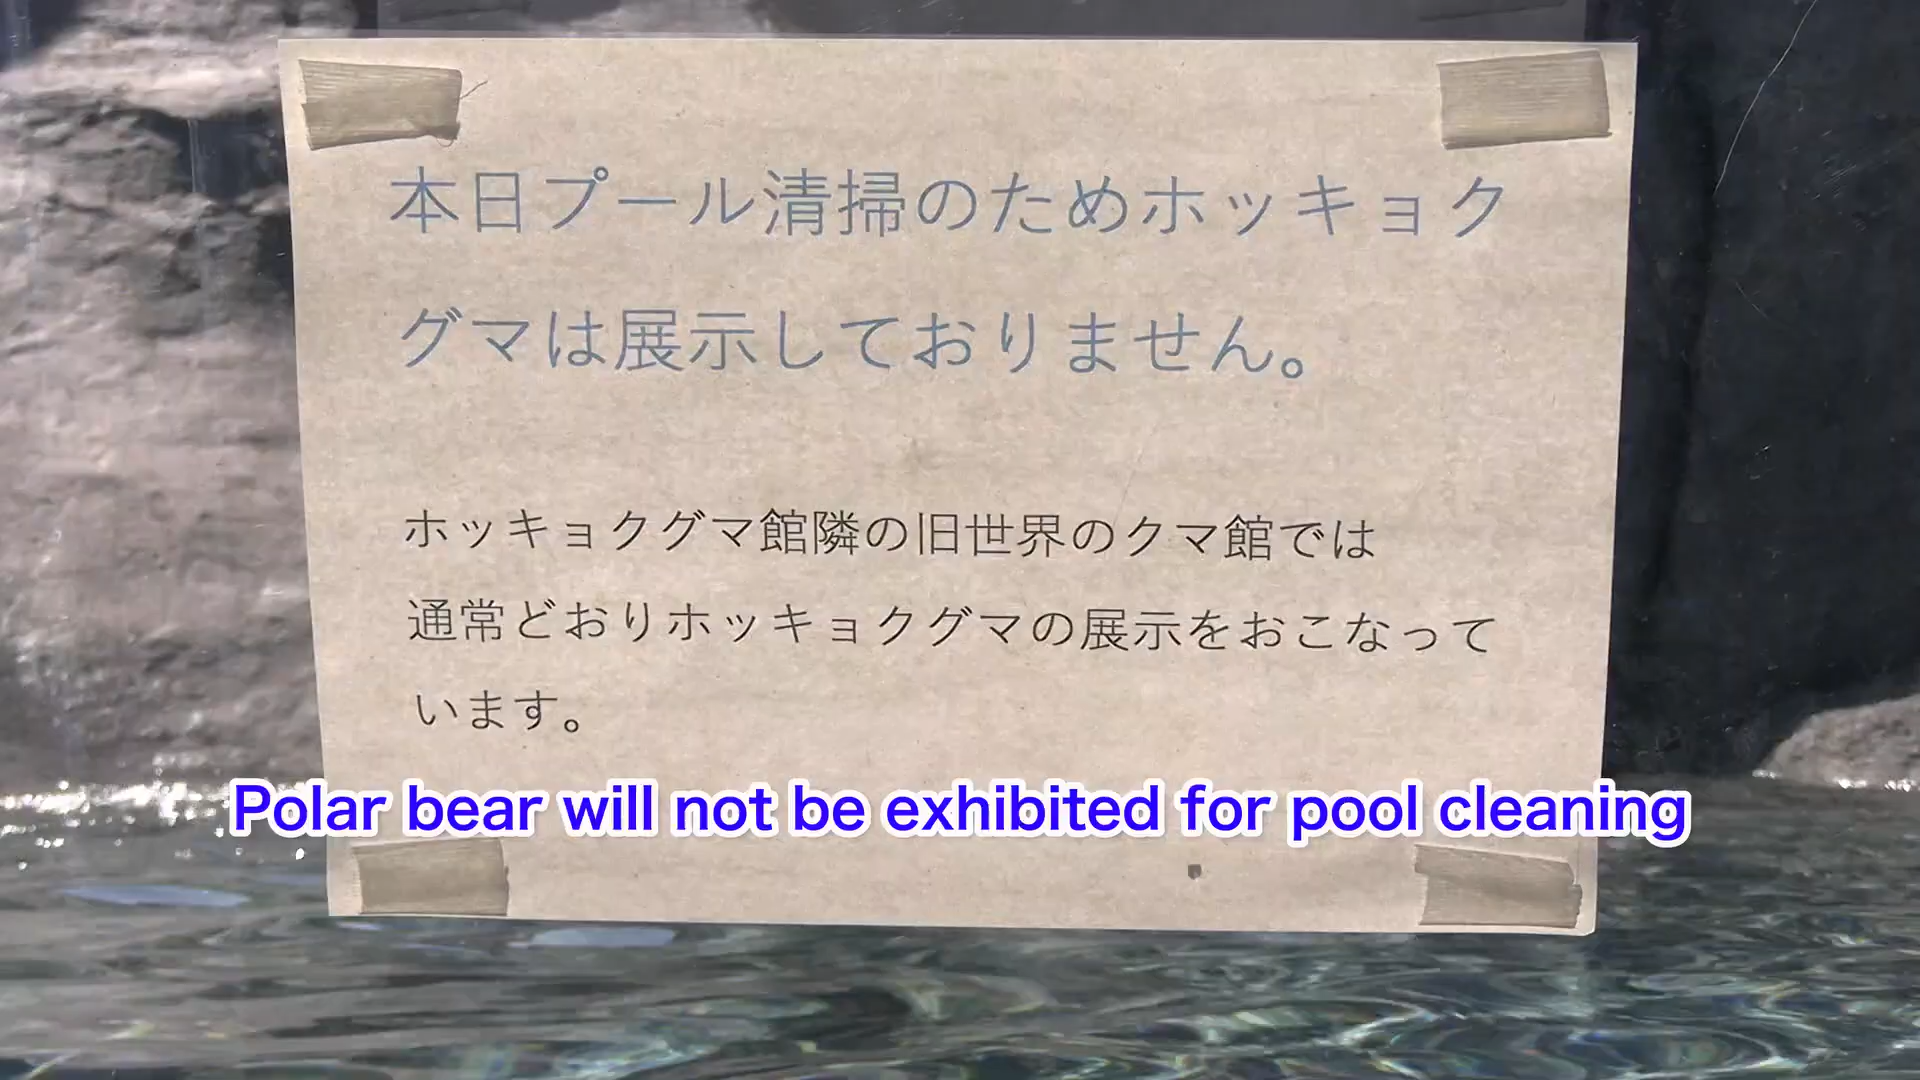 本日プール清掃のためホッキョク
グマは展示しておりません。
ホッキョクグマ館隣の旧世界のクマ館では
通常どおりホッキョクグマの展示をおこなって
います。
Polar bear will not be exhibited for pool cleaning